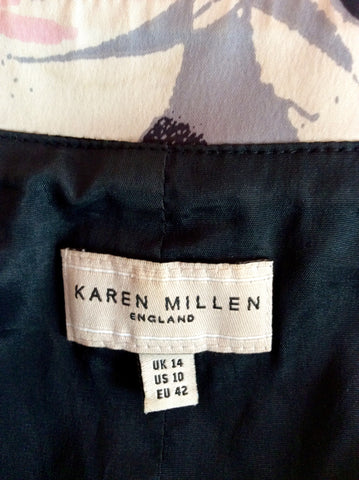 KAREN MILLEN
ENGLAND
UK 14
US 10
EU 42